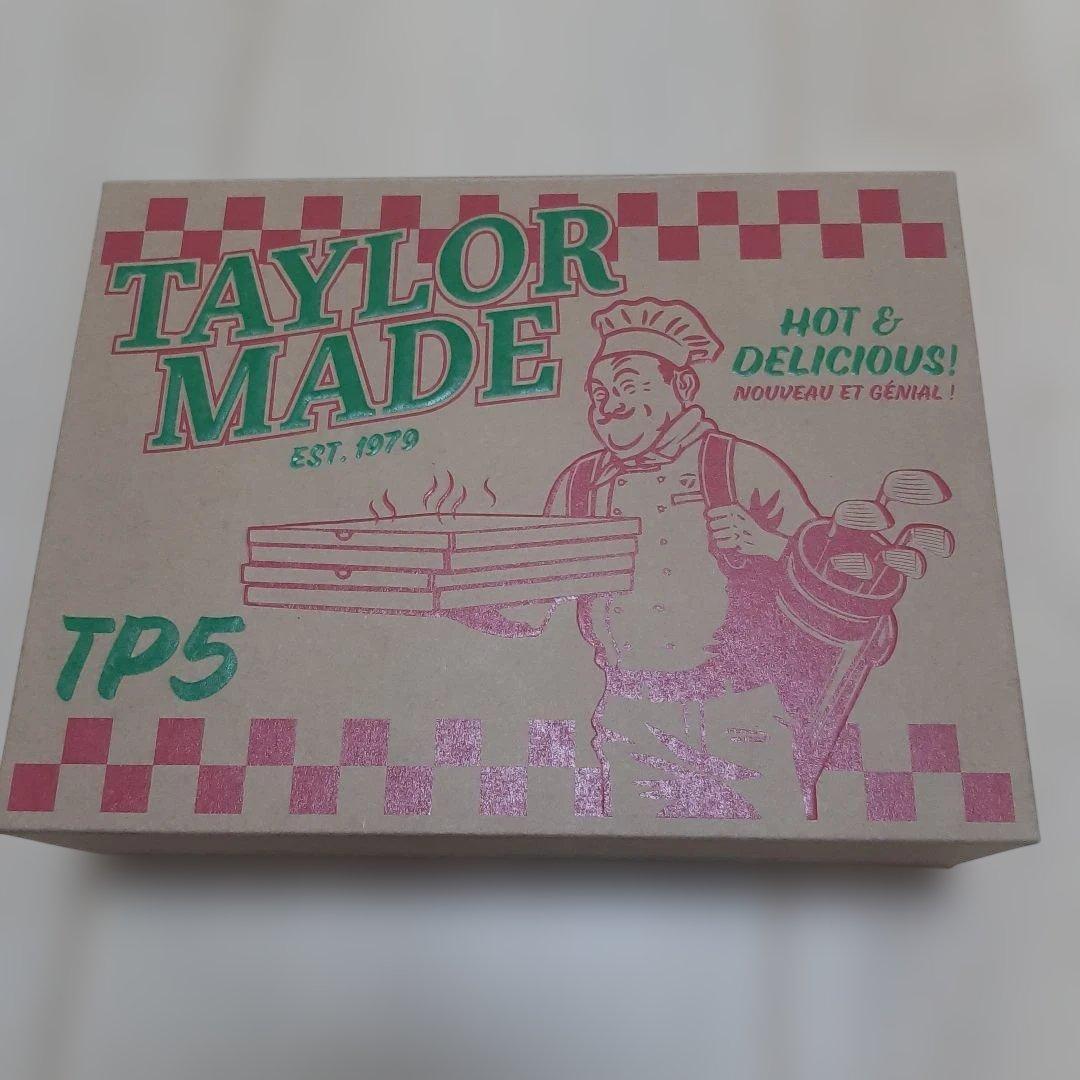 TAYLOR
MADE
EST. 1979
HOT &
DELICIOUS!
NOUVEAU ET GÉNIAL !
TP5